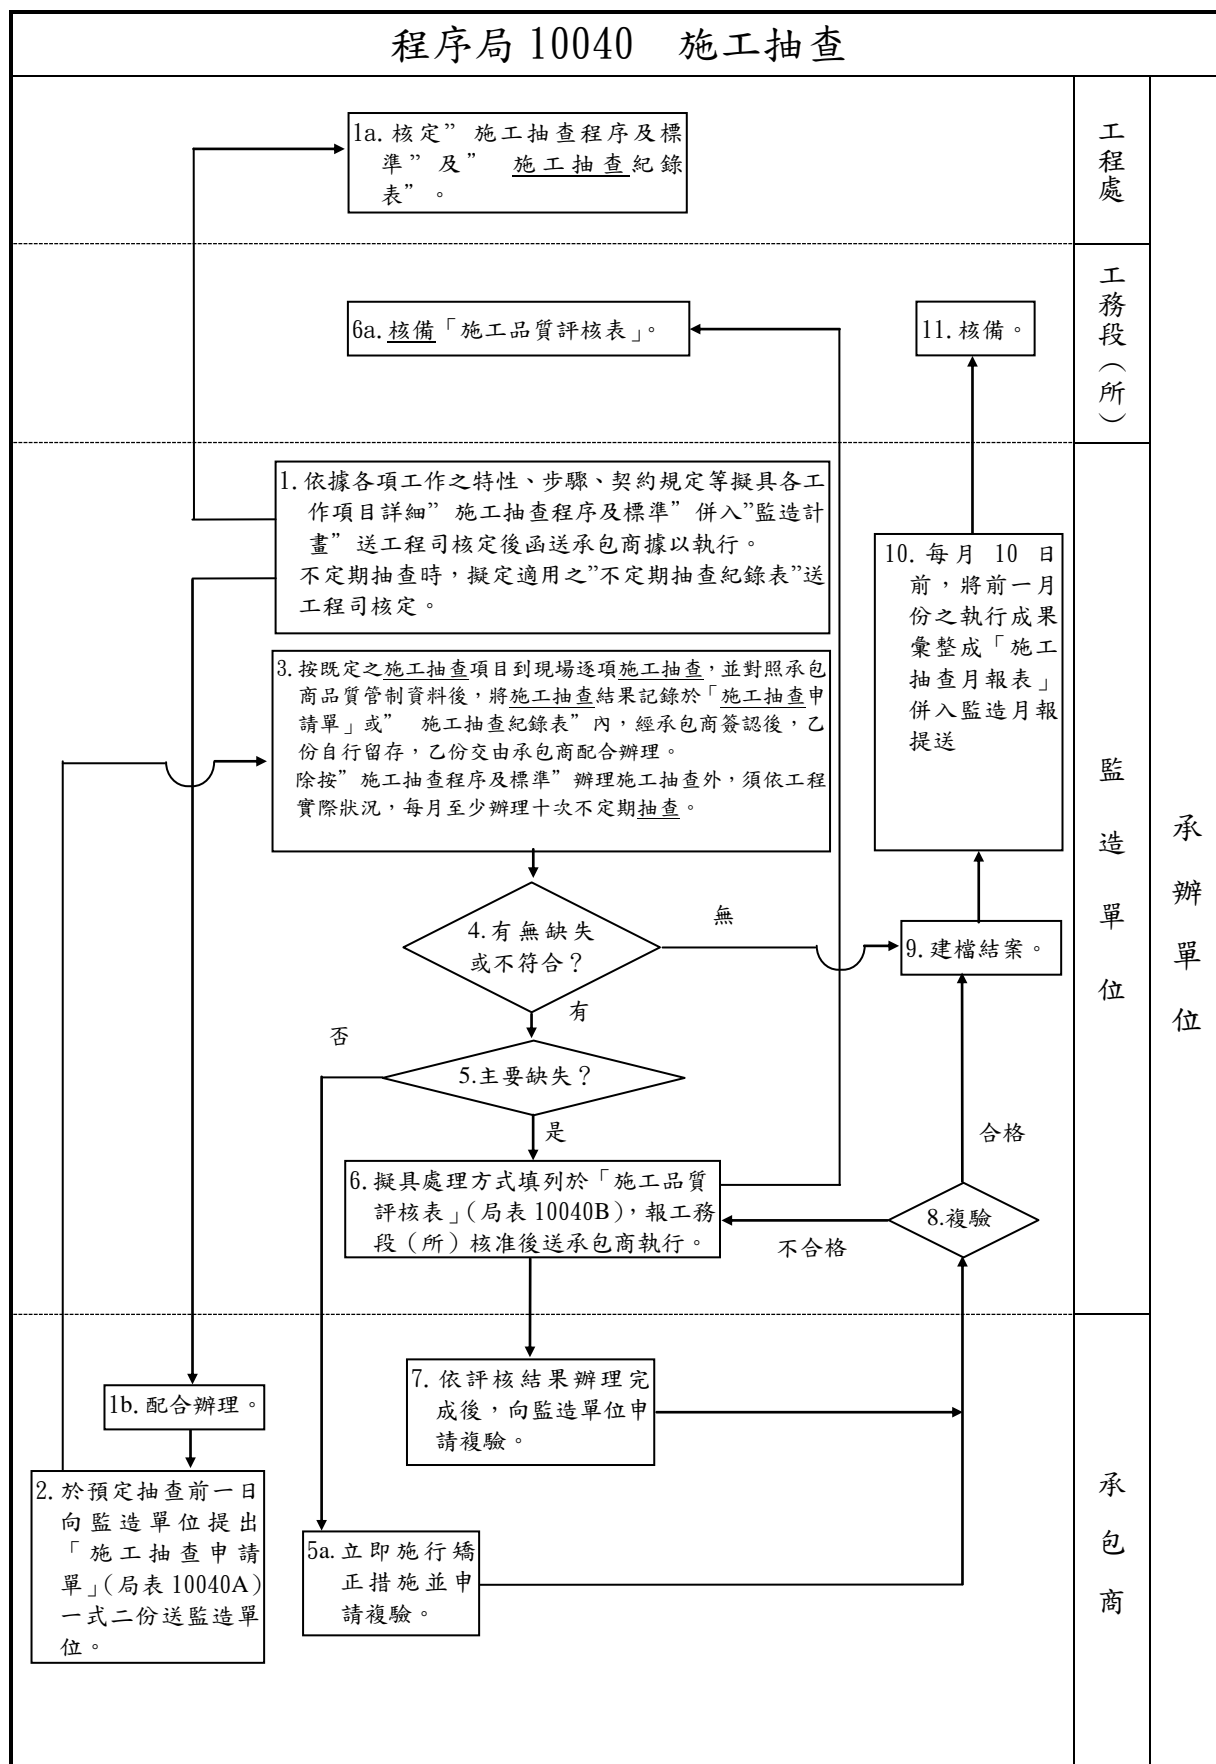 程序局 10040　施工抽查
1a. 核定” 施工抽查程序及標
準” 及” 施工抽查紀錄
表” 。
工程處
6a. 核備「施工品質評核表」。
11. 核備。
工務段（所）
1. 依據各項工作之特性、步驟、契約規定等擬具各工
作項目詳細” 施工抽查程序及標準” 併入”監造計
畫” 送工程司核定後函送承包商據以執行。
不定期抽查時，擬定適用之”不定期抽查紀錄表”送
工程司核定。
3. 按既定之施工抽查項目到現場逐項施工抽查，並對照承包
商品質管制資料後，將施工抽查結果記錄於「施工抽查申
請單」或” 施工抽查紀錄表” 內，經承包商簽認後，乙
份自行留存，乙份交由承包商配合辦理。
除按” 施工抽查程序及標準” 辦理施工抽查外，須依工程
實際狀況，每月至少辦理十次不定期抽查。
10. 每月 10 日
前，將前一月
份之執行成果
彙整成「施工
抽查月報表」
併入監造月報
提送
4.有無缺失
或不符合？
無
有
9. 建檔結案。
5.主要缺失？
否
是
6. 擬具處理方式填列於「施工品質
評核表」（局表 10040B），報工務
段（所）核准後送承包商執行。
8.複驗
合格
不合格
監造單位
承辦單位
1b. 配合辦理。
2. 於預定抽查前一日
向監造單位提出
「施工抽查申請
單」（局表 10040A）
一式二份送監造單
位。
7. 依評核結果辦理完
成後，向監造單位申
請複驗。
5a. 立即施行矯
正措施並申
請複驗。
承包商